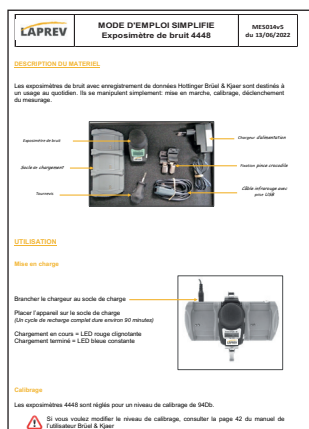 LAPREV
MODE D'EMPLOI SIMPLIFIE
Exposimètre de bruit 4448
MES014v5
du 13/06/2022
DESCRIPTION DU MATERIEL
Les exposimètres de bruit avec enregistrement de données Hottinger Brüel & Kjaer sont destinés à
un usage au quotidien. Ils se manipulent simplement: mise en marche, calibrage, déclenchement
du mesurage.
Exposimètre de bruit
Chargeur d'alimentation
Socle de chargement
Fixation pince crocodile
Tournevis
Câble infrarouge avec
prise USB
UTILISATION
Mise en charge
Brancher le chargeur au socle de charge
Placer l'appareil sur le socle de charge
(Un cycle de recharge complet dure environ 90 minutes)
Chargement en cours = LED rouge clignotante
Chargement terminé = LED bleue constante
Calibrage
Les exposimètres 4448 sont réglés pour un niveau de calibrage de 94Db.
Si vous voulez modifier le niveau de calibrage, consulter la page 42 du manuel de
l'utilisateur Brüel & Kjaer